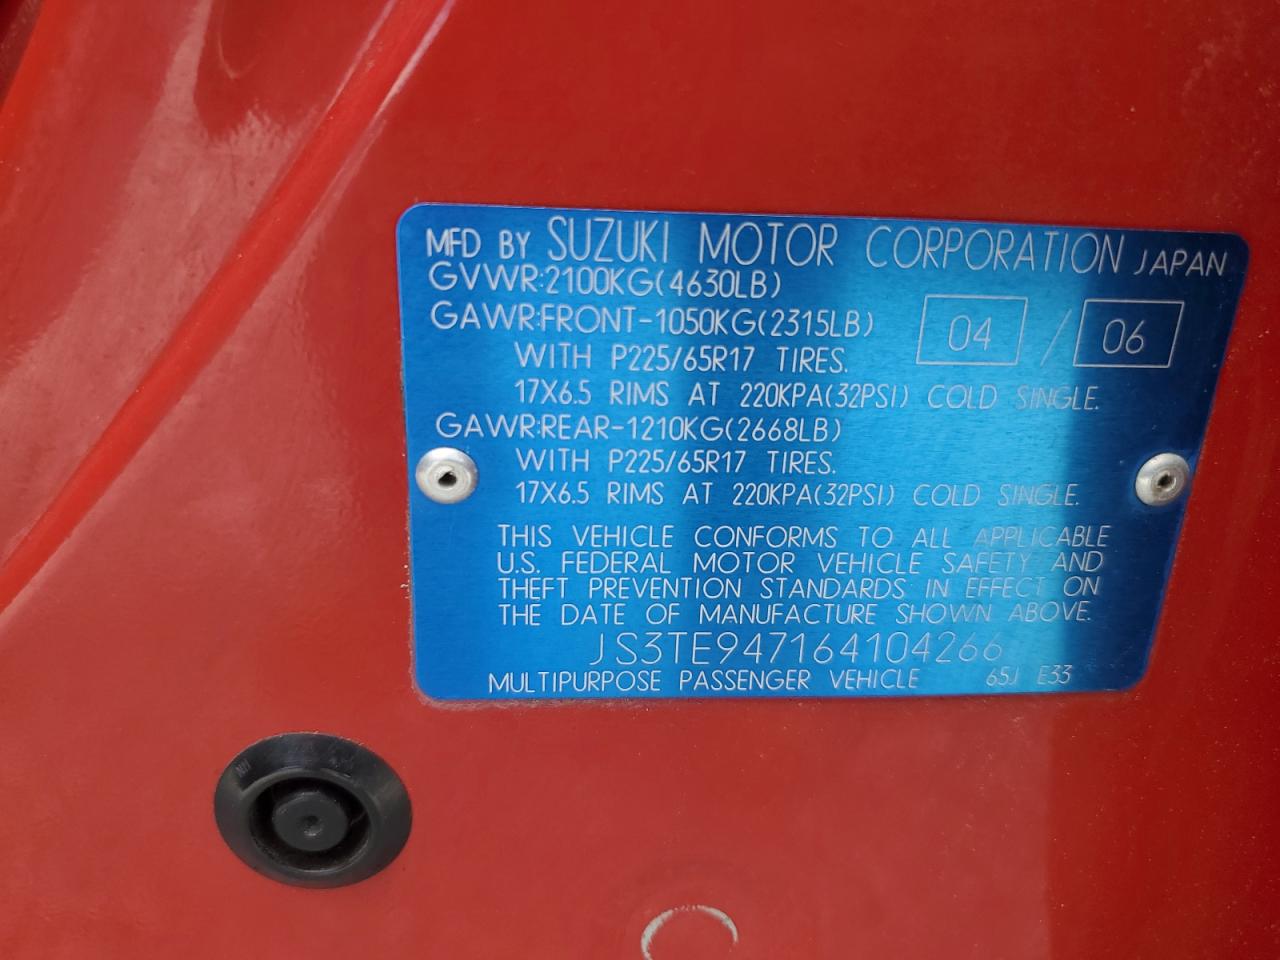 MFD BY SUZUKI MOTOR CORPORATION JAPAN
GVWR:2100KG(4630LB)
GAWR:FRONT-1050KG(2315LB) 04 / 06
WITH P225/65R17 TIRES.
17X6.5 RIMS AT 220KPA(32PSI) COLD SINGLE.
GAWR:REAR-1210KG(2668LB)
WITH P225/65R17 TIRES.
17X6.5 RIMS AT 220KPA(32PSI) COLD SINGLE.
THIS VEHICLE CONFORMS TO ALL APPLICABLE
U.S. FEDERAL MOTOR VEHICLE SAFETY AND
THEFT PREVENTION STANDARDS IN EFFECT ON
THE DATE OF MANUFACTURE SHOWN ABOVE.
JS3TE947164104266
MULTIPURPOSE PASSENGER VEHICLE 65J E33